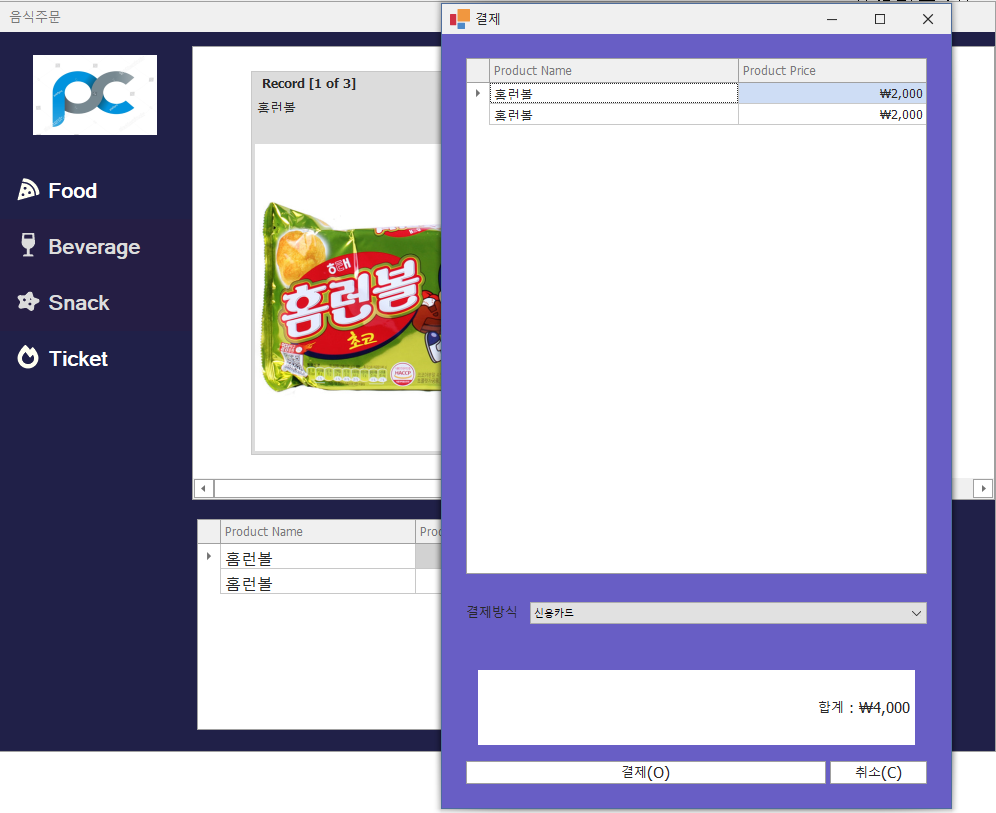 음식주문
pc
Food
Beverage
Snack
Ticket
Record [1 of 3]
홈런볼
해태
홈런볼
초코
HACCP
Product Name
Proc
홈런볼
홈런볼
결제
Product Name Product Price
홈런볼 ₩2,000
홈런볼 ₩2,000
결제방식 신용카드
합계 : ₩4,000
결제(O) 취소(C)